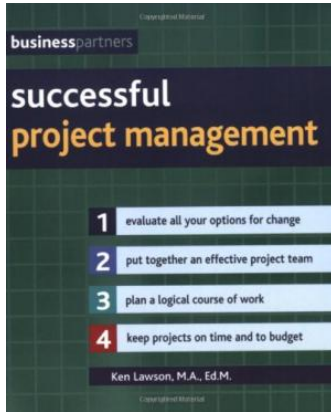 Copyrighted Material
businesspartners
successful
project management
1 evaluate all your options for change
2 put together an effective project team
3 plan a logical course of work
4 keep projects on time and to budget
Ken Lawson, M.A., Ed.M.
Copyrighted Material